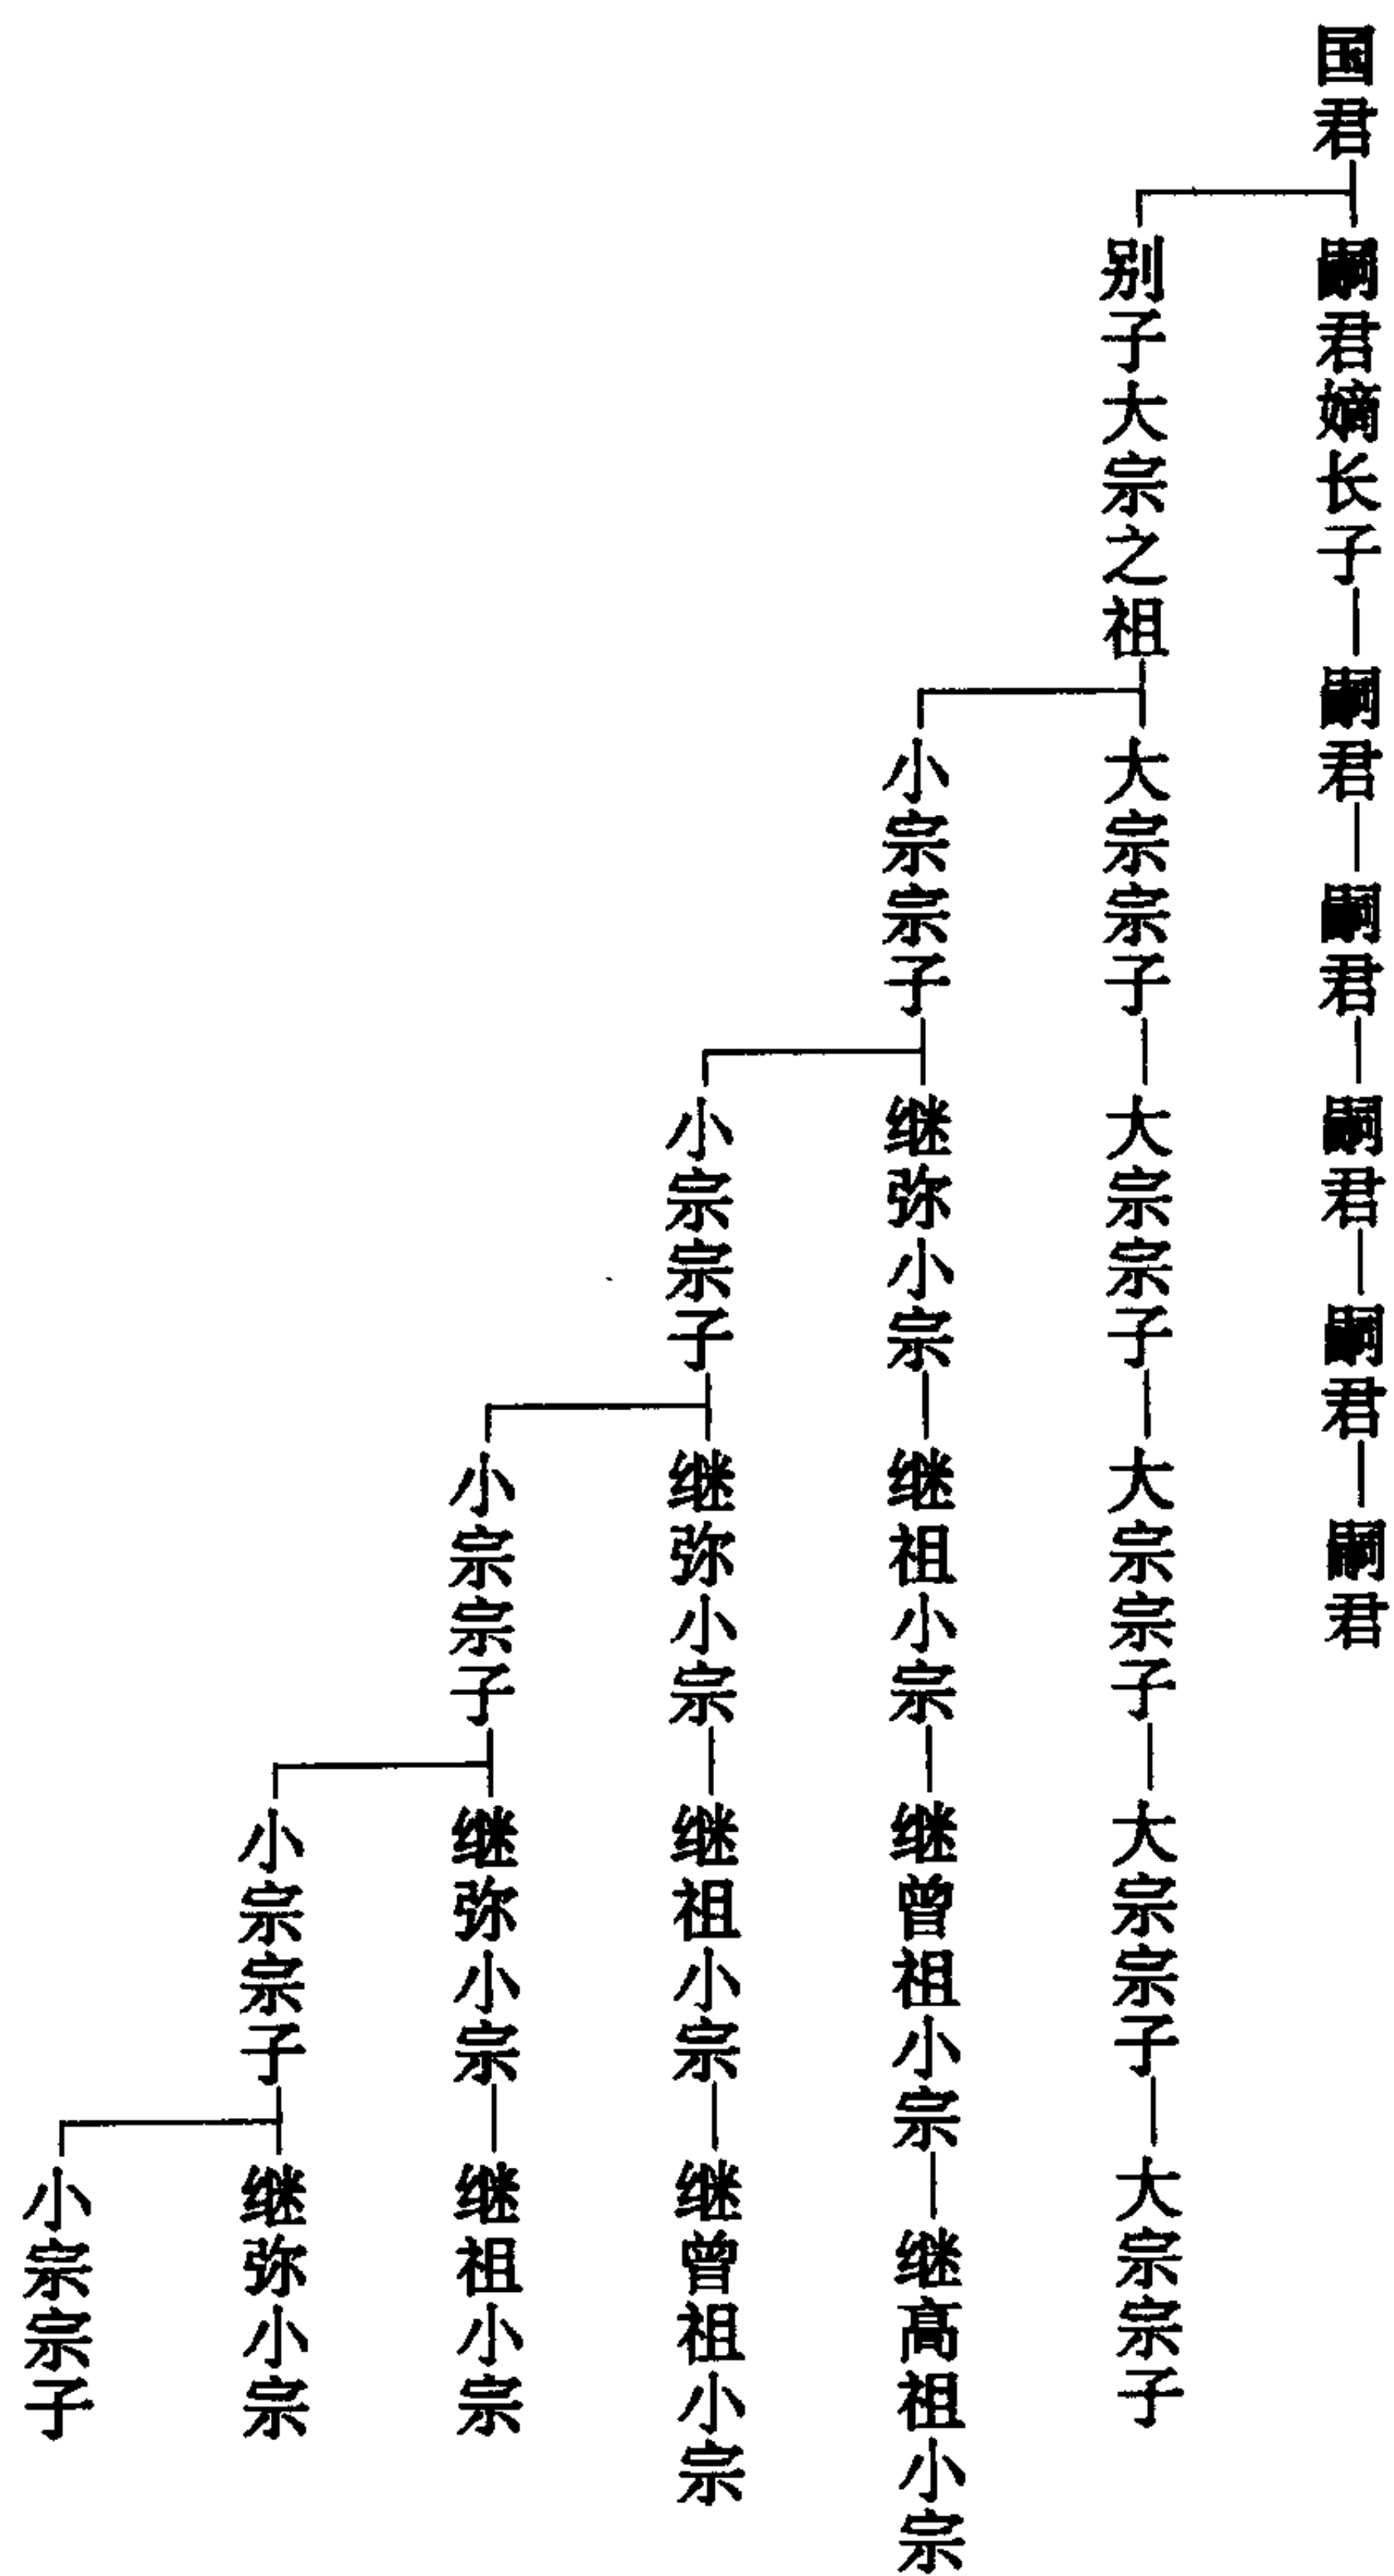 国君
嗣君嫡长子
嗣君
嗣君
嗣君
嗣君
嗣君
别子大宗之祖
大宗宗子
大宗宗子
大宗宗子
大宗宗子
大宗宗子
小宗宗子
继弥小宗
继祖小宗
继曾祖小宗
继高祖小宗
小宗宗子
继弥小宗
继祖小宗
继曾祖小宗
小宗宗子
继弥小宗
继祖小宗
小宗宗子
继弥小宗
小宗宗子